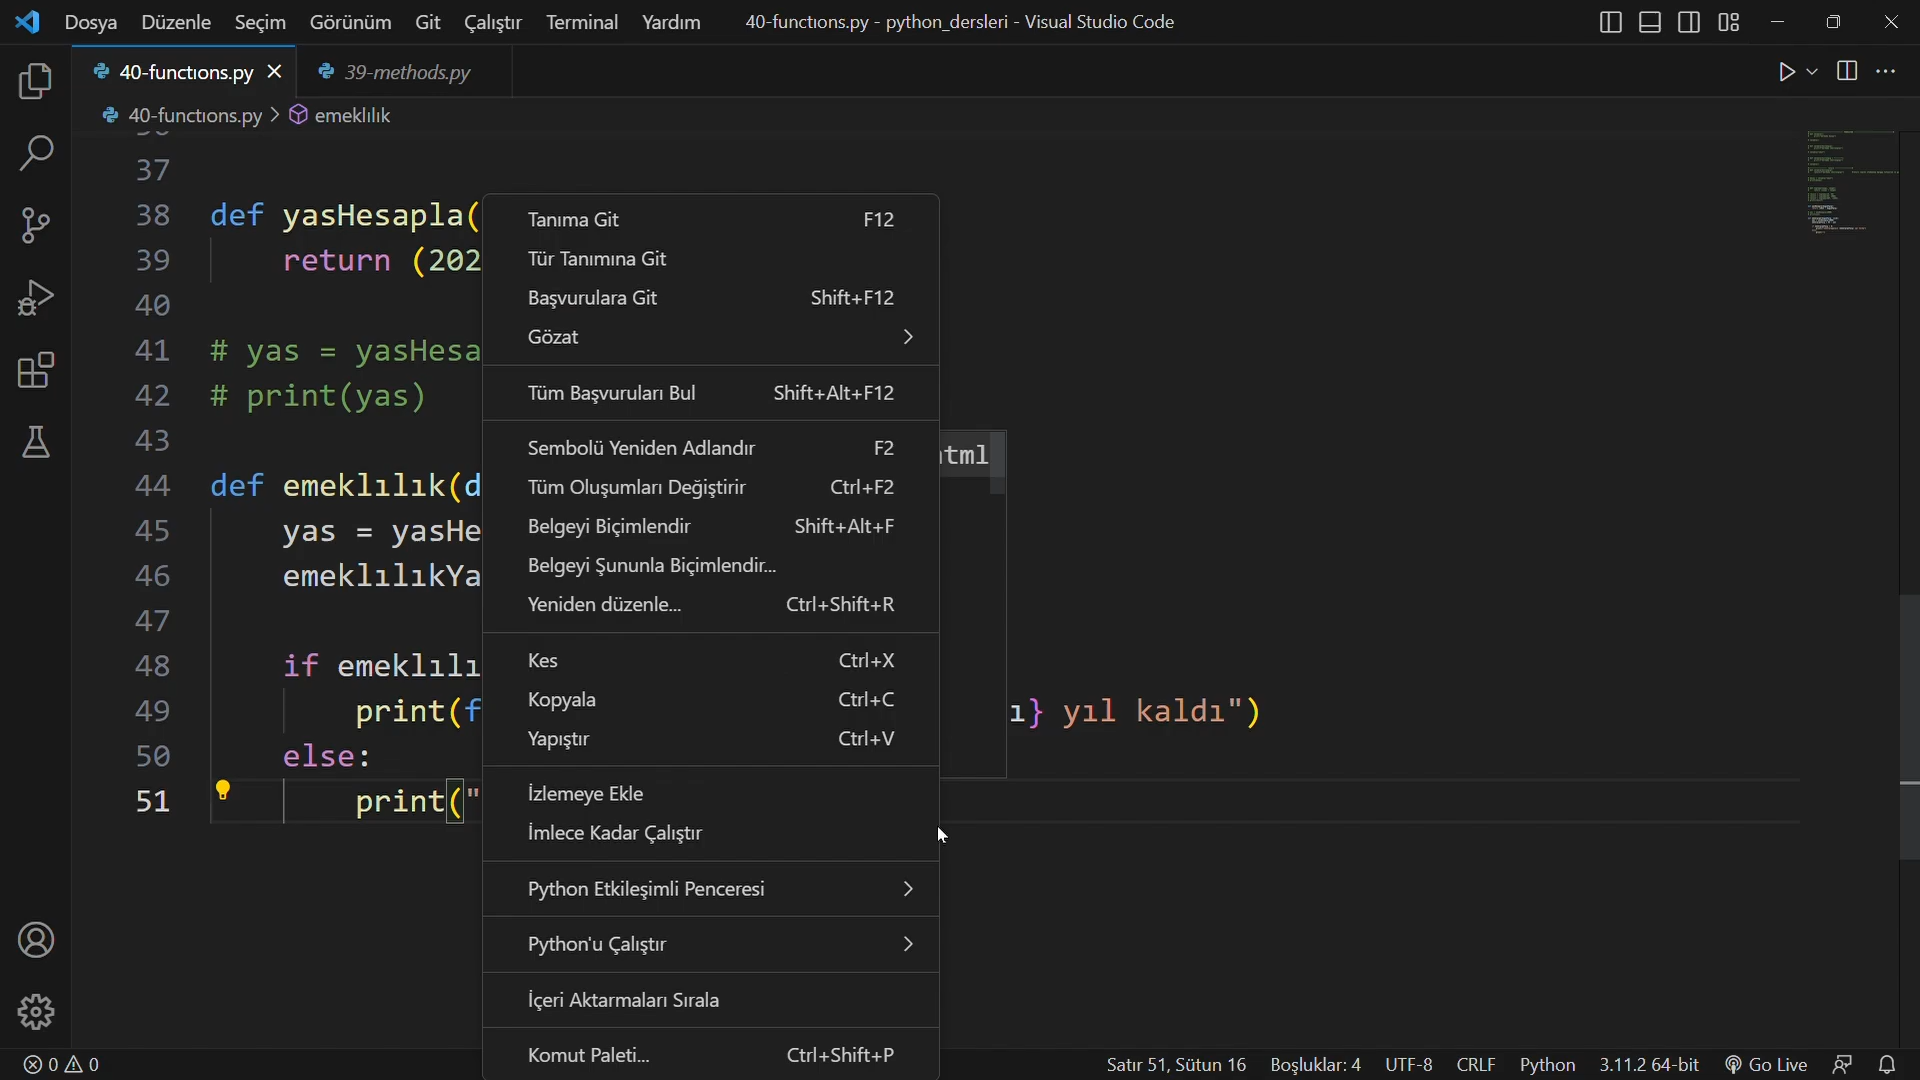 Dosya Düzenle Seçim Görünüm Git Çalıştır Terminal Yardım 40-functıons.py - python_dersleri - Visual Studio Code
40-functıons.py 39-methods.py
40-functıons.py > emeklılık
37
38 def yasHesapla(
39 return (202
40
41 # yas = yasHesa
42 # print(yas)
43
44 def emeklılık(d
45 yas = yasHe
46 emeklılıkYa
47
48 if emeklılı
49 print(f ı} yıl kaldı")
50 else:
51 print("
Tanıma Git F12
Tür Tanımına Git
Başvurulara Git Shift+F12
Gözat
Tüm Başvuruları Bul Shift+Alt+F12
Sembolü Yeniden Adlandır F2
Tüm Oluşumları Değiştirir Ctrl+F2
Belgeyi Biçimlendir Shift+Alt+F
Belgeyi Şununla Biçimlendir...
Yeniden düzenle... Ctrl+Shift+R
Kes Ctrl+X
Kopyala Ctrl+C
Yapıştır Ctrl+V
İzlemeye Ekle
İmlece Kadar Çalıştır
Python Etkileşimli Penceresi
Python'u Çalıştır
İçeri Aktarmaları Sırala
Komut Paleti... Ctrl+Shift+P
0 0 Satır 51, Sütun 16 Boşluklar: 4 UTF-8 CRLF Python 3.11.2 64-bit Go Live